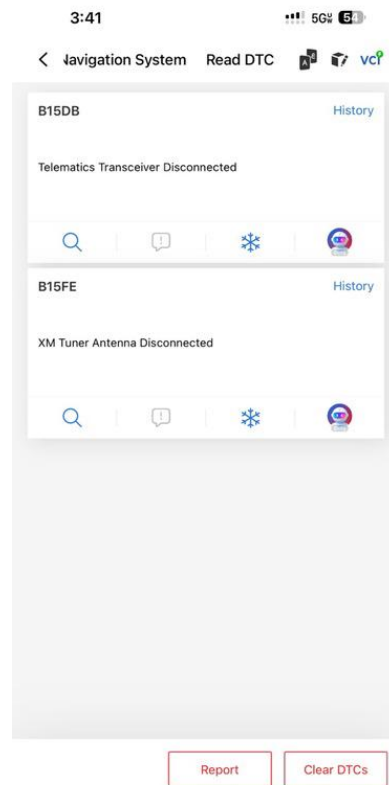 3:41
5G 54
Navigation System Read DTC
VCI
B15DB History
Telematics Transceiver Disconnected
B15FE History
XM Tuner Antenna Disconnected
Report Clear DTCs